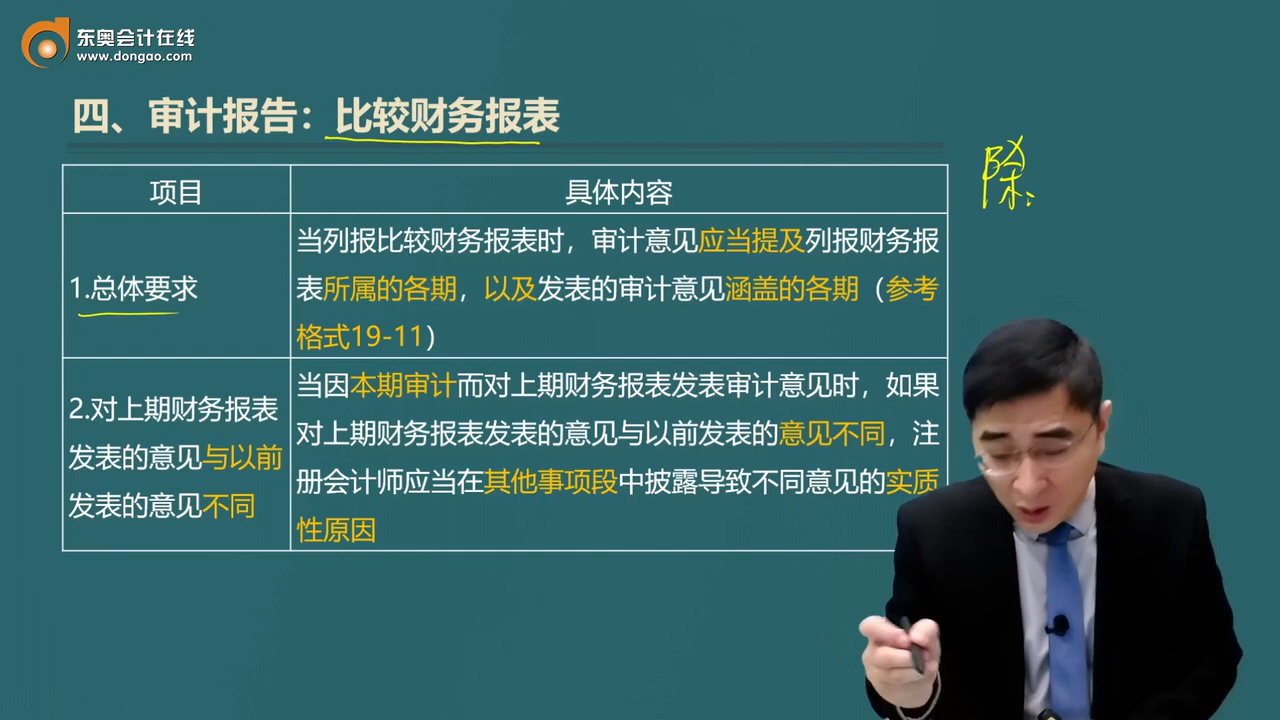 东奥会计在线
www.dongao.com
四、审计报告：比较财务报表
除
项目
具体内容
1.总体要求
当列报比较财务报表时，审计意见应当提及列报财务报
表所属的各期，以及发表的审计意见涵盖的各期（参考
格式19-11）
2.对上期财务报表
发表的意见与以前
发表的意见不同
当因本期审计而对上期财务报表发表审计意见时，如果
对上期财务报表发表的意见与以前发表的意见不同，注
册会计师应当在其他事项段中披露导致不同意见的实质
性原因